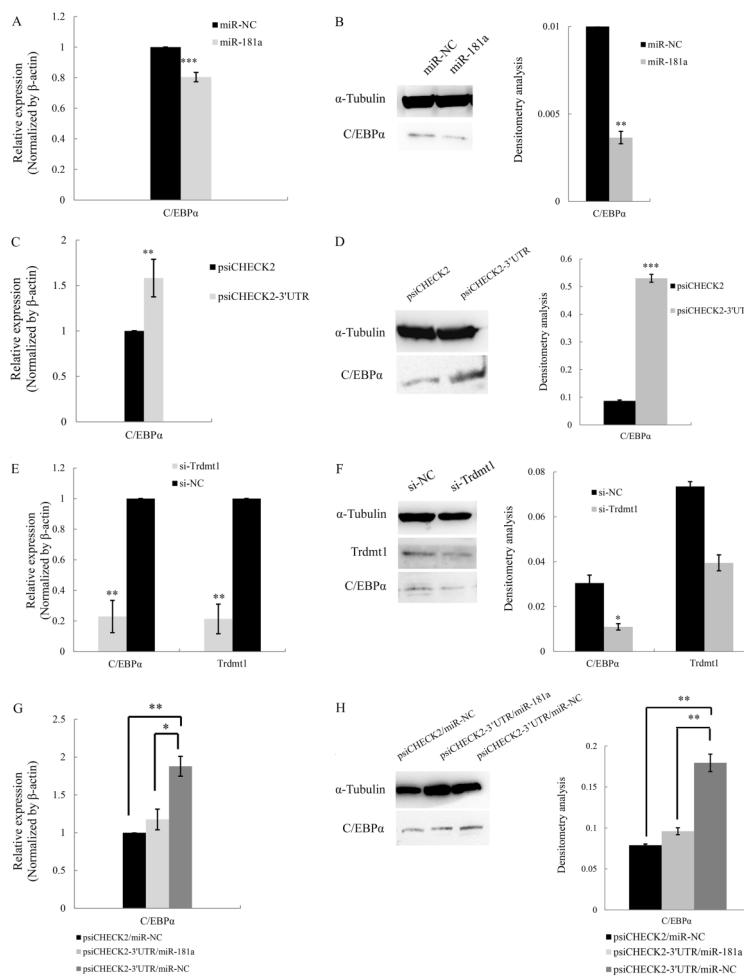 A
Relative expression
(Normalized by β-actin)
1.2
1
0.8
0.6
0.4
0.2
0
***
C/EBPα
miR-NC
miR-181a
B
miR-NC
miR-181a
α-Tubulin
C/EBPα
Densitometry analysis
0.01
0.005
0
**
C/EBPα
miR-NC
miR-181a
C
Relative expression
(Normalized by β-actin)
2
1.5
1
0.5
0
**
C/EBPα
psiCHECK2
psiCHECK2-3'UTR
D
psiCHECK2
psiCHECK2-3'UTR
α-Tubulin
C/EBPα
Densitometry analysis
0.6
0.5
0.4
0.3
0.2
0.1
0
***
C/EBPα
psiCHECK2
psiCHECK2-3'UT
E
Relative expression
(Normalized by β-actin)
1.2
1
0.8
0.6
0.4
0.2
0
si-Trdmt1
si-NC
**
**
C/EBPα
Trdmt1
F
si-NC
si-Trdmt1
α-Tubulin
Trdmt1
C/EBPα
Densitometry analysis
0.08
0.06
0.04
0.02
0
si-NC
si-Trdmt1
*
C/EBPα
Trdmt1
G
Relative expression
(Normalized by β-actin)
2.5
2
1.5
1
0.5
0
**
*
C/EBPα
psiCHECK2/miR-NC
psiCHECK2-3'UTR/miR-181a
psiCHECK2-3'UTR/miR-NC
H
psiCHECK2/miR-NC
psiCHECK2-3'UTR/miR-181a
psiCHECK2-3'UTR/miR-NC
α-Tubulin
C/EBPα
Densitometry analysis
0.2
0.15
0.1
0.05
0
**
**
C/EBPα
psiCHECK2/miR-NC
psiCHECK2-3'UTR/miR-181a
psiCHECK2-3'UTR/miR-NC